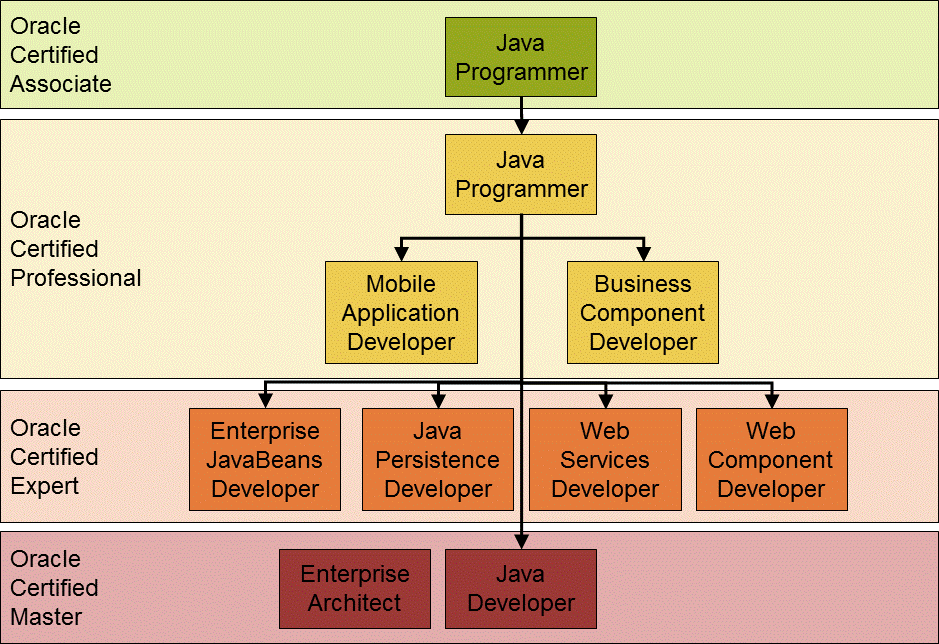 Oracle
Certified
Associate
Java
Programmer
Oracle
Certified
Professional
Java
Programmer
Mobile
Application
Developer
Business
Component
Developer
Oracle
Certified
Expert
Enterprise
JavaBeans
Developer
Java
Persistence
Developer
Web
Services
Developer
Web
Component
Developer
Oracle
Certified
Master
Enterprise
Architect
Java
Developer